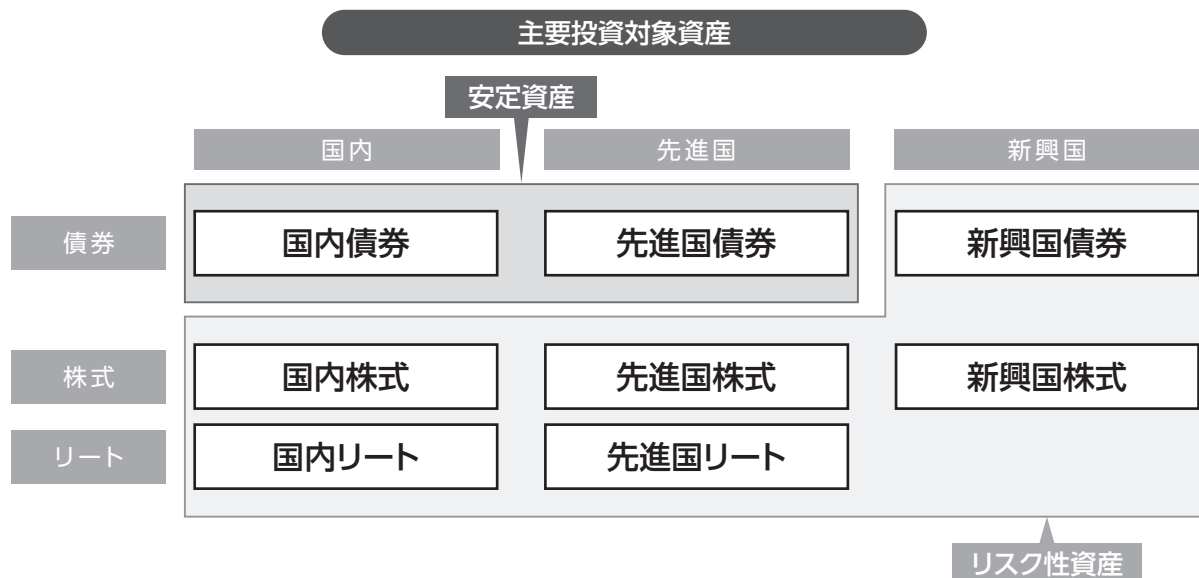 主要投資対象資産
安定資産
国内 先進国 新興国
債券 国内債券 先進国債券 新興国債券
株式 国内株式 先進国株式 新興国株式
リート 国内リート 先進国リート
リスク性資産